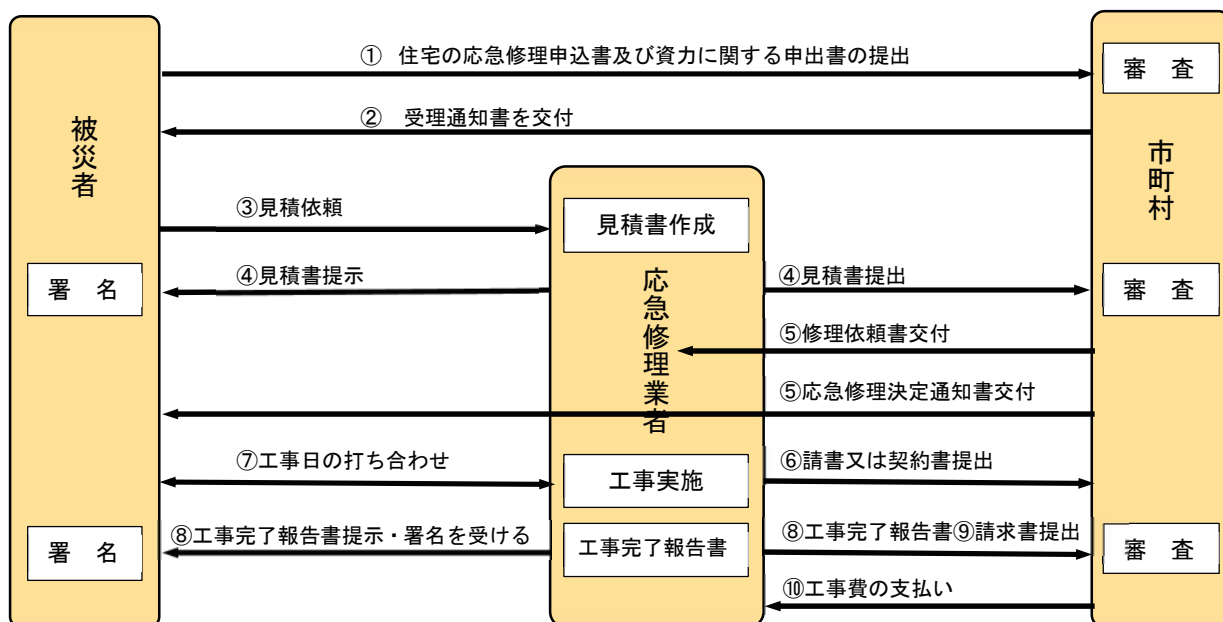 ① 住宅の応急修理申込書及び資力に関する申出書の提出
審 査
② 受理通知書を交付
被災者
市町村
③見積依頼
見積書作成
④見積書提示
署 名
応急修理業者
④見積書提出
審 査
⑤修理依頼書交付
⑤応急修理決定通知書交付
⑦工事日の打ち合わせ
工事実施
⑥請書又は契約書提出
⑧工事完了報告書提示・署名を受ける
署 名
工事完了報告書
⑧工事完了報告書⑨請求書提出
審 査
⑩工事費の支払い